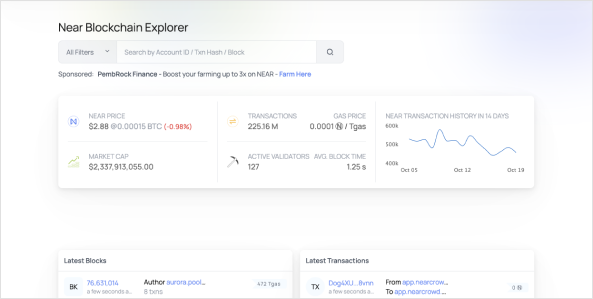 Near Blockchain Explorer
All Filters
Search by Account ID / Txn Hash / Block
Sponsored: PembRock Finance - Boost your farming up to 3x on NEAR - Farm Here
NEAR PRICE
$2.88 @0.00015 BTC (-0.98%)
MARKET CAP
$2,337,913,055.00
TRANSACTIONS
225.16 M
GAS PRICE
0.0001 Ⓝ / Tgas
ACTIVE VALIDATORS
127
AVG. BLOCK TIME
1.25 s
NEAR TRANSACTION HISTORY IN 14 DAYS
600k
500k
400k
Oct 05
Oct 12
Oct 19
Latest Blocks
BK
76,631,014
a few seconds a...
Author aurora.pool...
8 txns
472 Tgas
Latest Transactions
TX
Dog4XU...8vnn
a few seconds a...
From app.nearcrow...
To app.nearcrowd...
0 Ⓝ